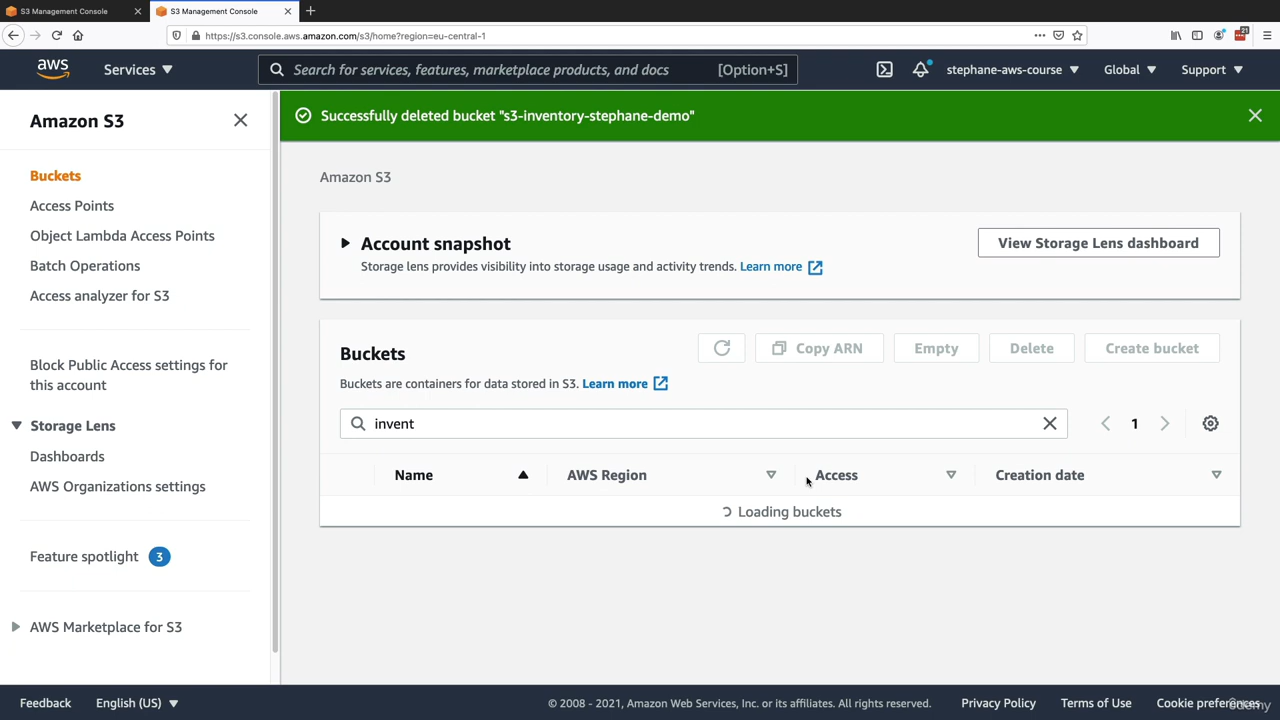 S3 Management Console
S3 Management Console
https://s3.console.aws.amazon.com/s3/home?region=eu-central-1
21
aws
Services
Search for services, features, marketplace products, and docs [Option+S]
stephane-aws-course
Global
Support
Amazon S3
Buckets
Access Points
Object Lambda Access Points
Batch Operations
Access analyzer for S3
Block Public Access settings for
this account
Storage Lens
Dashboards
AWS Organizations settings
Feature spotlight 3
AWS Marketplace for S3
Successfully deleted bucket "s3-inventory-stephane-demo"
Amazon S3
Account snapshot
View Storage Lens dashboard
Storage lens provides visibility into storage usage and activity trends. Learn more
Buckets
Copy ARN
Empty
Delete
Create bucket
Buckets are containers for data stored in S3. Learn more
invent
1
Name
AWS Region
Access
Creation date
Loading buckets
Feedback
English (US)
© 2008 - 2021, Amazon Web Services, Inc. or its affiliates. All rights reserved.
Privacy Policy
Terms of Use
Cookie preferences
Udemy